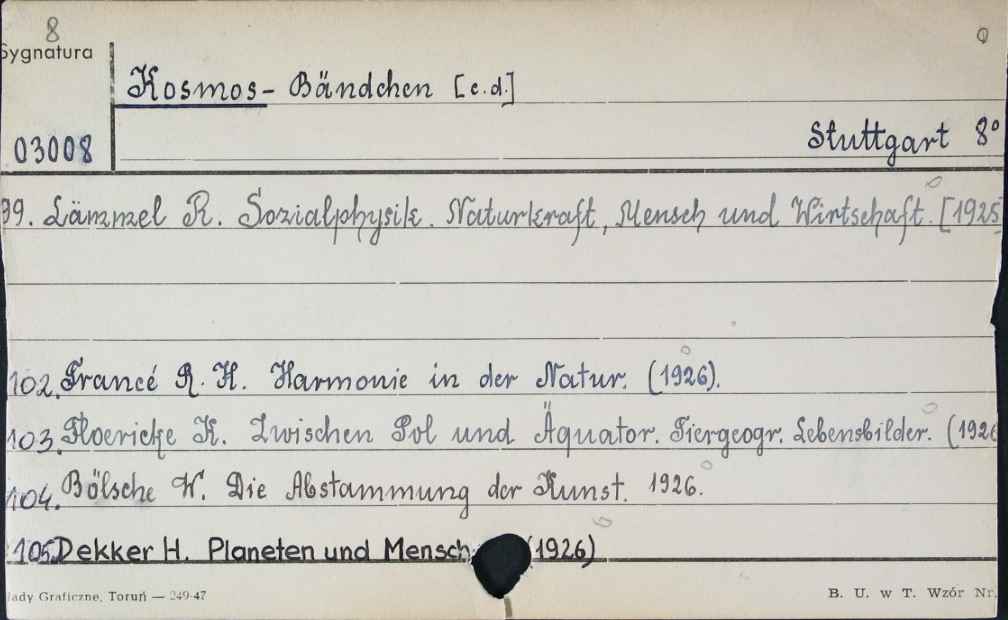 8
Sygnatura
Kosmos- Bändchen [c.d.]
03008
Stuttgart 8°
99. Lämmel R. Sozialphysik. Naturkraft, Mensch und Wirtschaft. [1925]
102. Francé R. H. Harmonie in der Natur. (1926).
103. Floericke K. Zwischen Pol und Äquator. Tiergeogr. Lebensbilder. (1926
104. Bölsche W. Die Abstammung der Kunst. 1926.
105. Dekker H. Planeten und Mensch (1926)
łady Graficzne, Toruń — 249-47
B. U. w T. Wzór Nr.